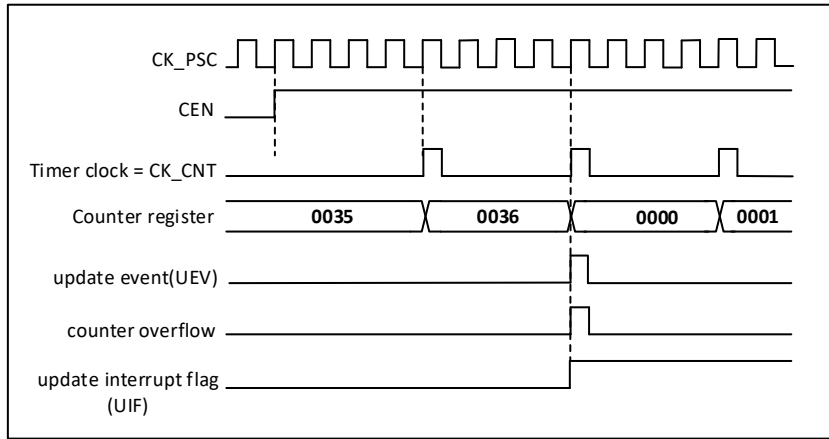 CK_PSC
CEN
Timer clock = CK_CNT
Counter register 0035 0036 0000 0001
update event(UEV)
counter overflow
update interrupt flag
(UIF)